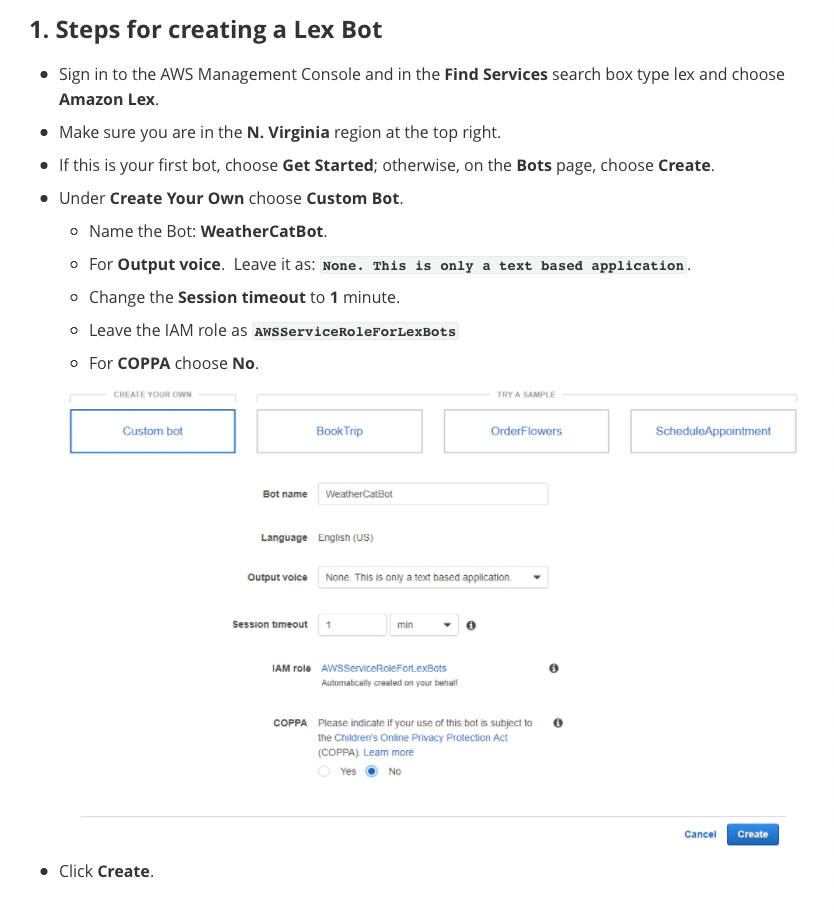 1. Steps for creating a Lex Bot
Sign in to the AWS Management Console and in the Find Services search box type lex and choose
Amazon Lex.
Make sure you are in the N. Virginia region at the top right.
If this is your first bot, choose Get Started; otherwise, on the Bots page, choose Create.
Under Create Your Own choose Custom Bot.
Name the Bot: WeatherCatBot.
For Output voice. Leave it as: None. This is only a text based application.
Change the Session timeout to 1 minute.
Leave the IAM role as AWSServiceRoleForLexBots
For COPPA choose No.
CREATE YOUR OWN TRY A SAMPLE
Custom bot BookTrip OrderFlowers ScheduleAppointment
Bot name WeatherCatBot
Language English (US)
Output voice None. This is only a text based application.
Session timeout 1 min
IAM role AWSServiceRoleForLexBots
Automatically created on your behalf
COPPA Please indicate if your use of this bot is subject to
the Children's Online Privacy Protection Act
(COPPA). Learn more
Yes No
Cancel Create
Click Create.